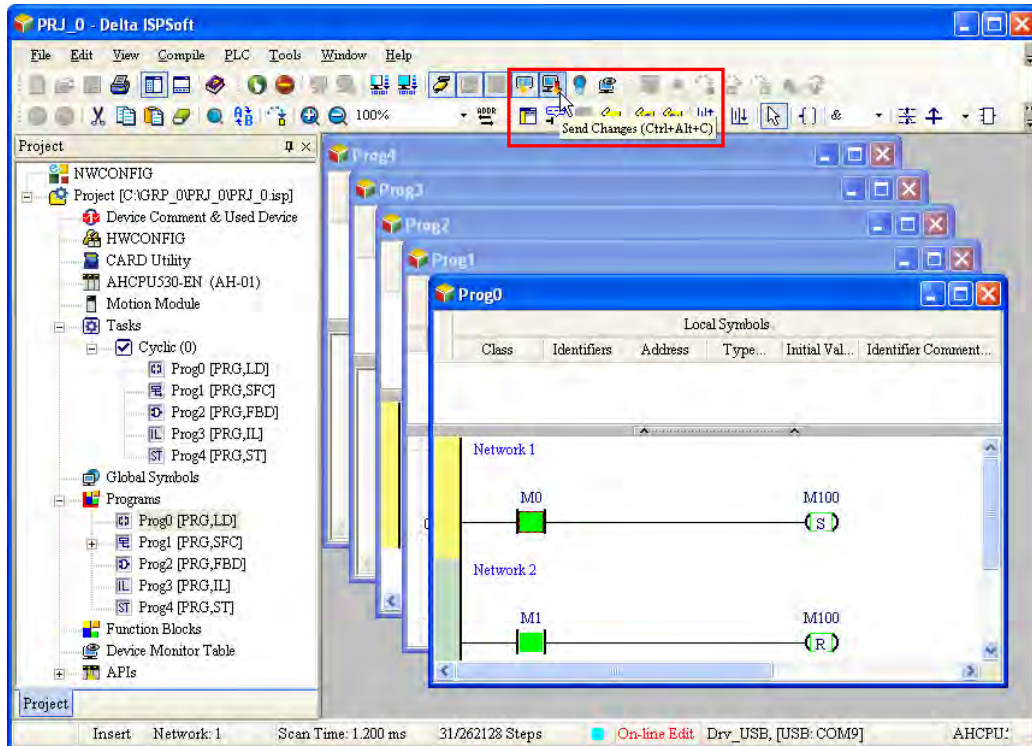 PRJ_0 - Delta ISPSoft
File Edit View Compile PLC Tools Window Help
100%
ADDR
Send Changes (Ctrl+Alt+C)
Project
NWCONFIG
Project [C:\GRP_0\PRJ_0\PRJ_0.isp]
Device Comment & Used Device
HWCONFIG
CARD Utility
AHCPU530-EN (AH-01)
Motion Module
Tasks
Cyclic (0)
Prog0 [PRG,LD]
Prog1 [PRG,SFC]
Prog2 [PRG,FBD]
Prog3 [PRG,IL]
Prog4 [PRG,ST]
Global Symbols
Programs
Prog0 [PRG,LD]
Prog1 [PRG,SFC]
Prog2 [PRG,FBD]
Prog3 [PRG,IL]
Prog4 [PRG,ST]
Function Blocks
Device Monitor Table
APIs
Project
Prog4
Prog3
Prog2
Prog1
Prog0
Local Symbols
Class Identifiers Address Type... Initial Val... Identifier Comment...
Network 1
M0 M100
S
Network 2
M1 M100
R
Insert Network: 1 Scan Time: 1.200 ms 31/262128 Steps On-line Edit Drv_USB, [USB: COM9] AHCPU